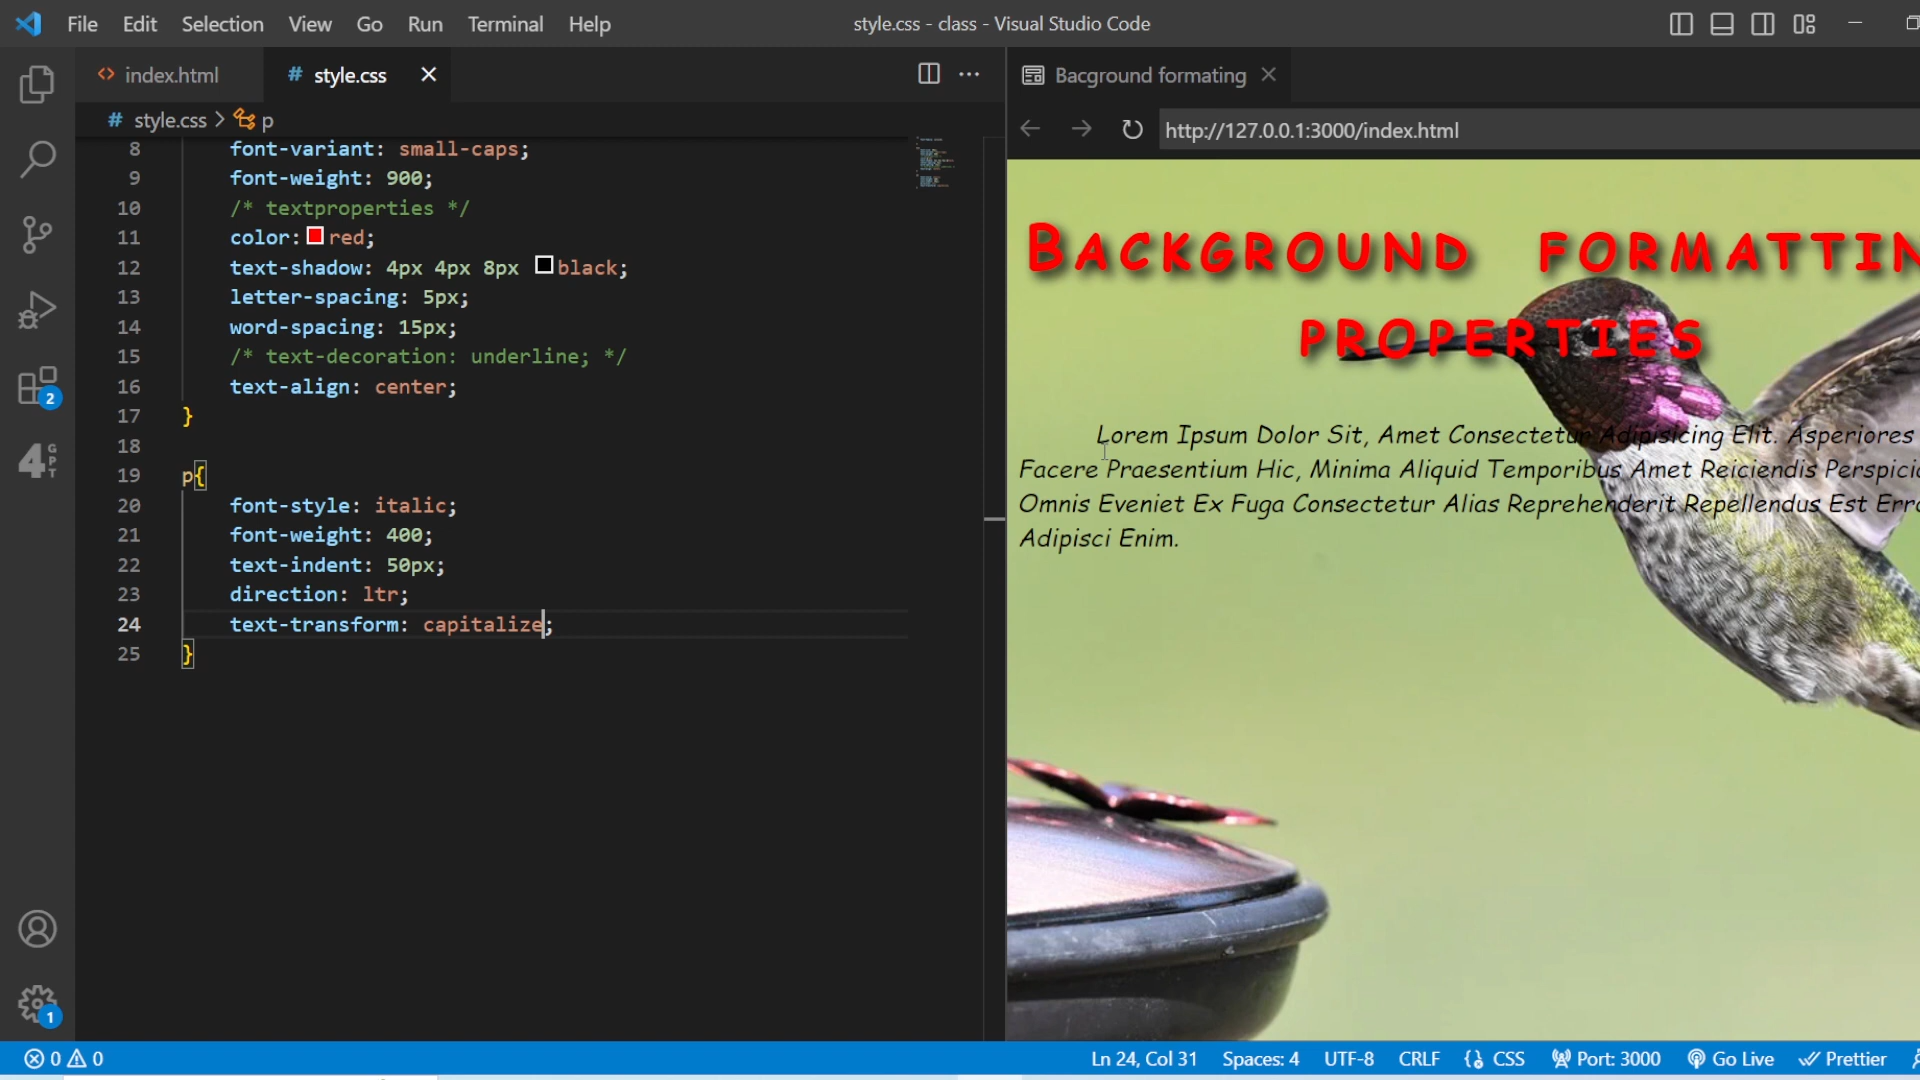 File Edit Selection View Go Run Terminal Help style.css - class - Visual Studio Code
index.html # style.css
# style.css > p
8 font-variant: small-caps;
9 font-weight: 900;
10 /* textproperties */
11 color: red;
12 text-shadow: 4px 4px 8px black;
13 letter-spacing: 5px;
14 word-spacing: 15px;
15 /* text-decoration: underline; */
16 text-align: center;
17 }
18
19 p{
20 font-style: italic;
21 font-weight: 400;
22 text-indent: 50px;
23 direction: ltr;
24 text-transform: capitalize;
25 }
2
4 GPT
1
Bacground formating
http://127.0.0.1:3000/index.html
BACKGROUND FORMATTIN
PROPERTIES
Lorem Ipsum Dolor Sit, Amet Consectetur Adipisicing Elit. Asperiores
Facere Praesentium Hic, Minima Aliquid Temporibus Amet Reiciendis Perspicia
Omnis Eveniet Ex Fuga Consectetur Alias Reprehenderit Repellendus Est Erro
Adipisci Enim.
0 0 Ln 24, Col 31 Spaces: 4 UTF-8 CRLF {} CSS Port: 3000 Go Live Prettier